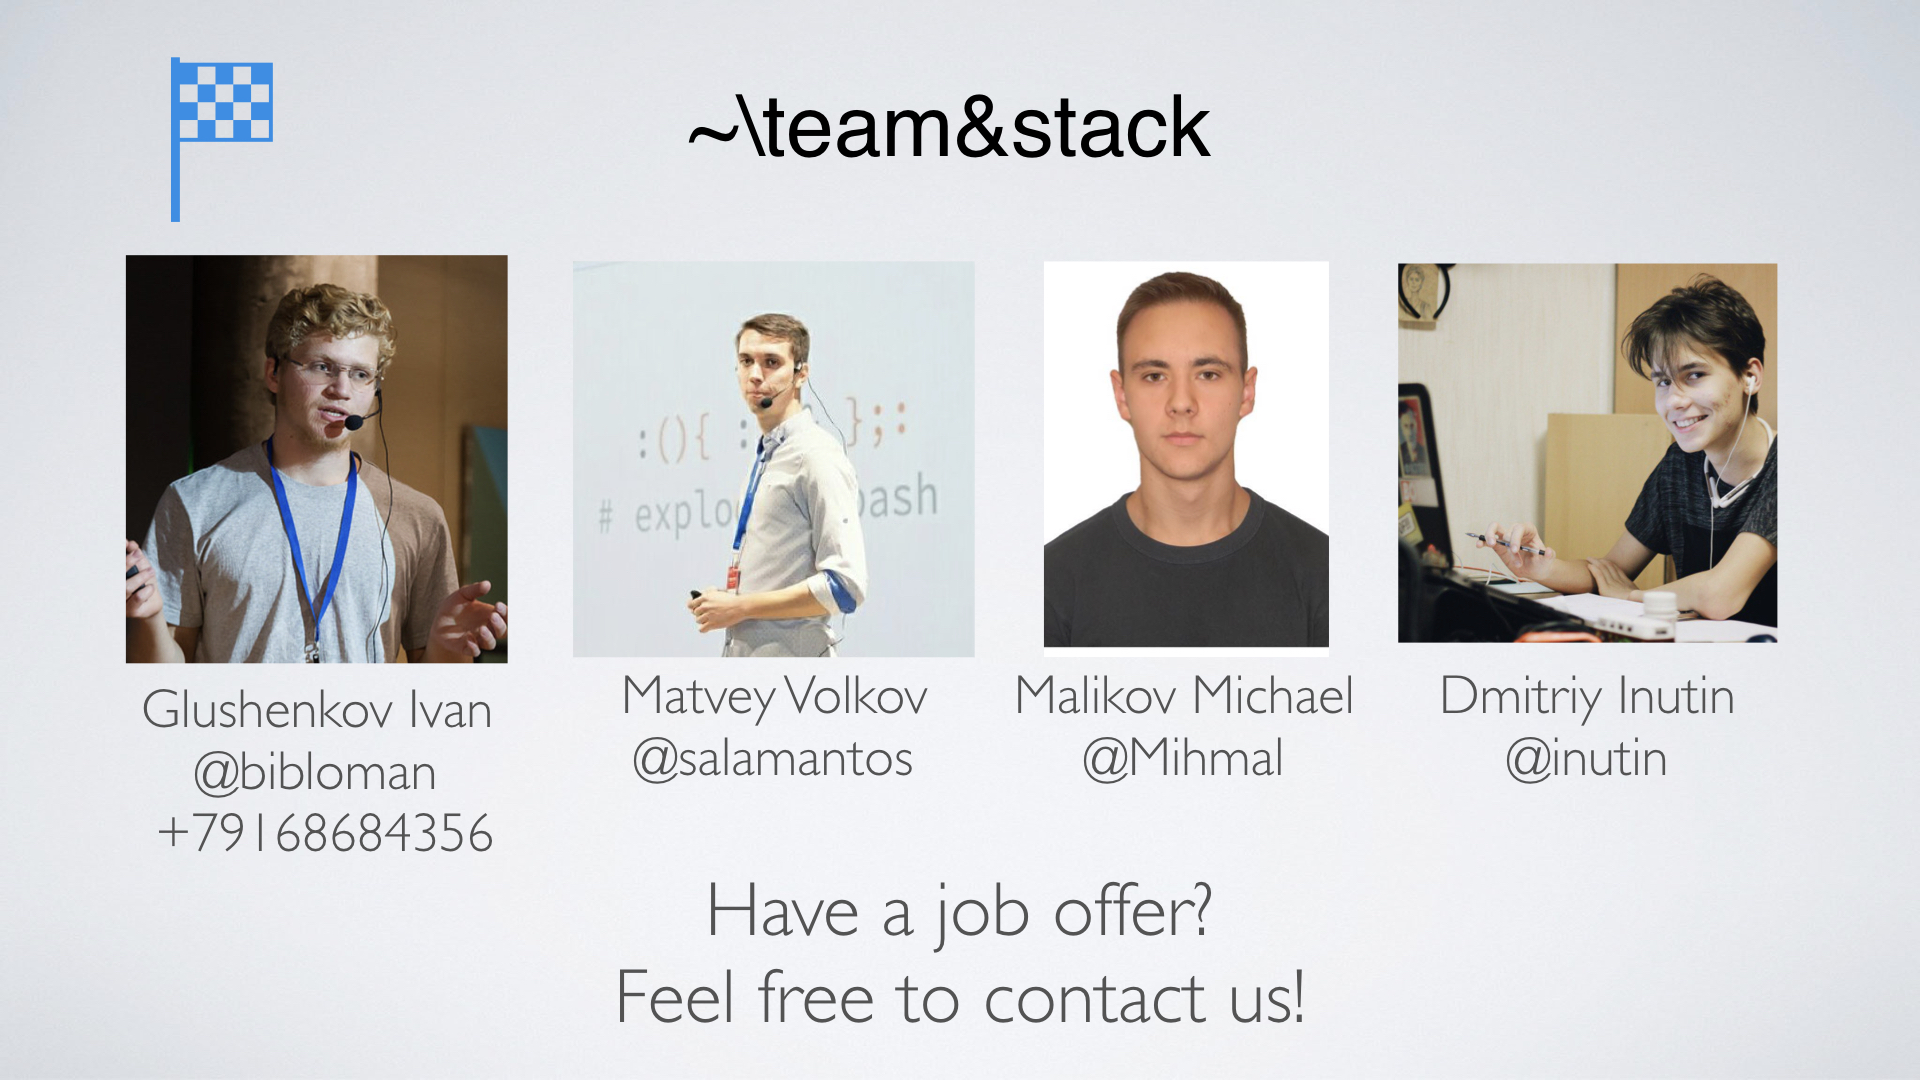 ~\team&stack
:(){ : };:
# explo bash
Glushenkov Ivan
@bibloman
+79168684356
Matvey Volkov
@salamantos
Malikov Michael
@Mihmal
Dmitriy Inutin
@inutin
Have a job offer?
Feel free to contact us!